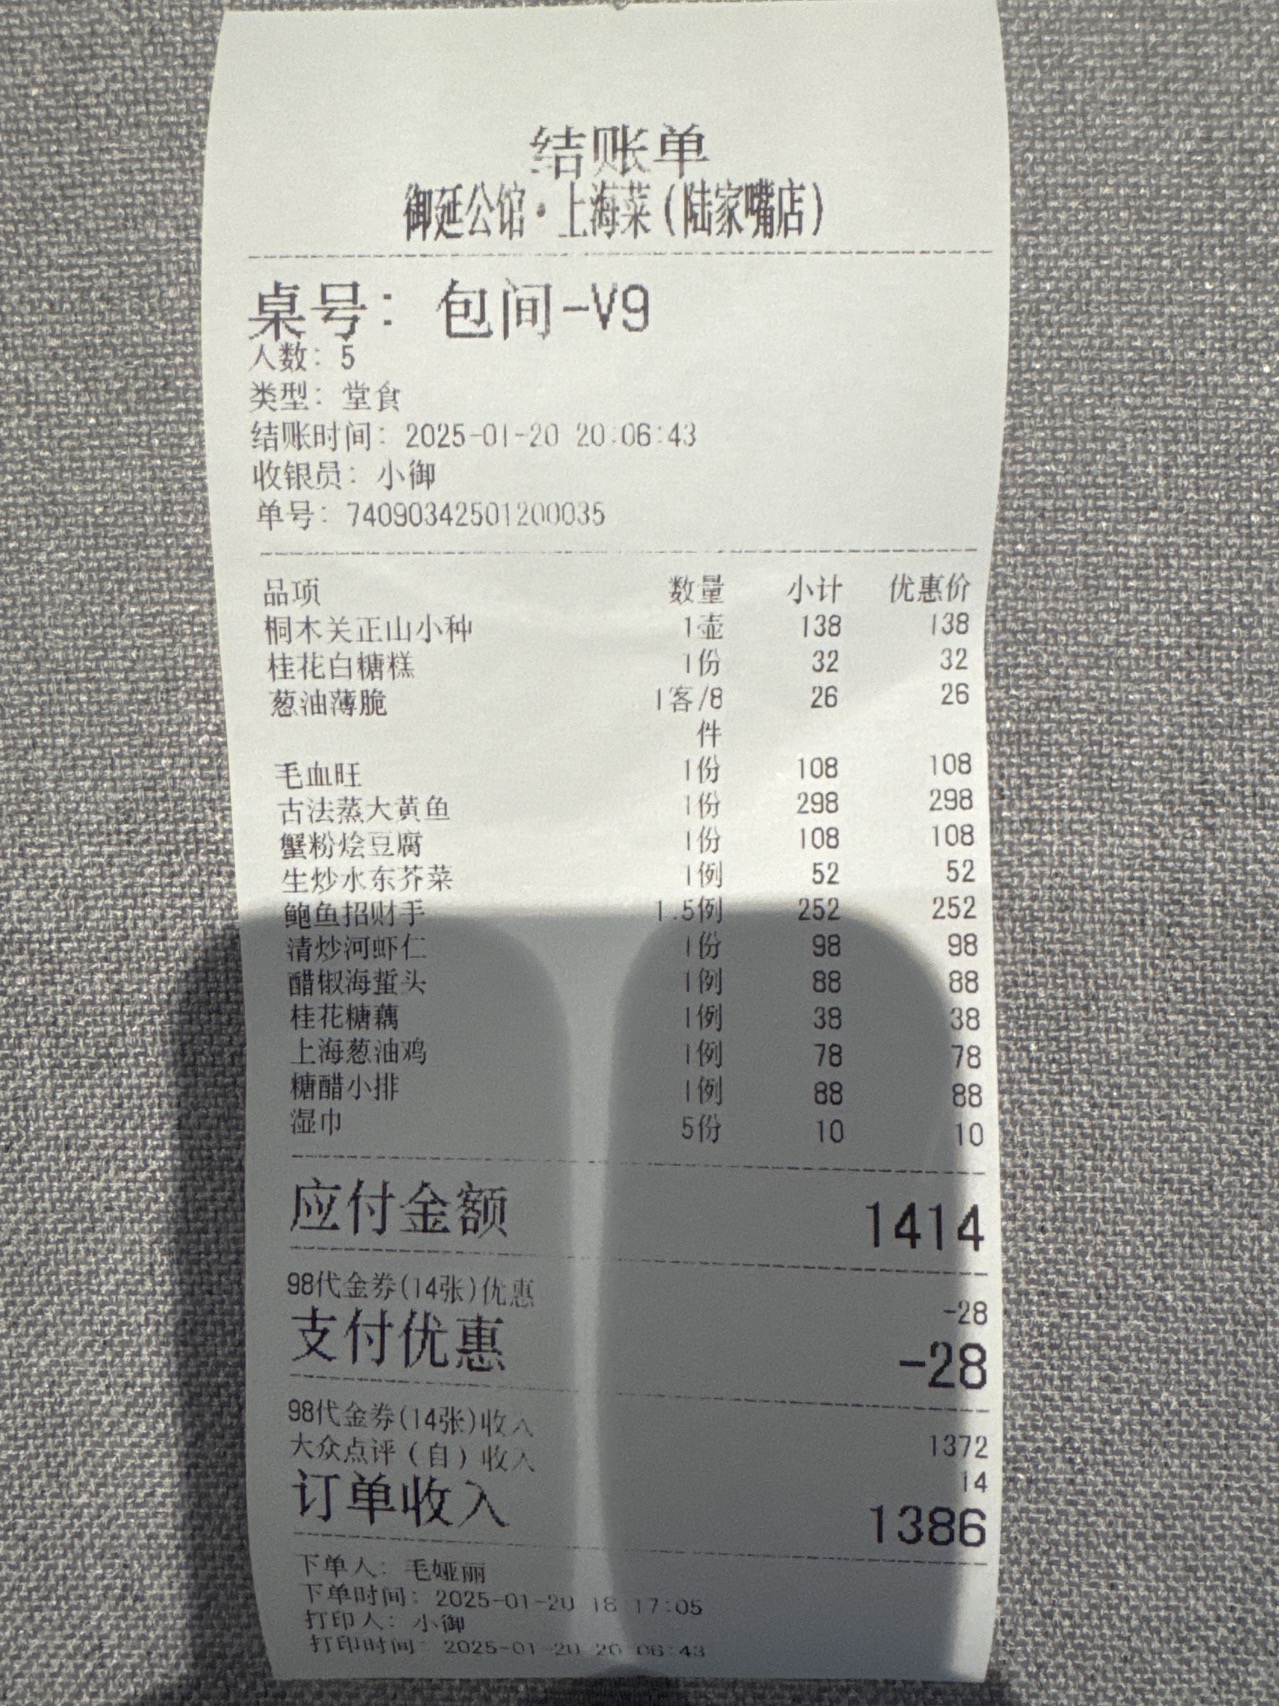 结账单
御延公馆·上海菜(陆家嘴店)
桌号: 包间-V9
人数: 5
类型: 堂食
结账时间: 2025-01-20 20:06:43
收银员: 小御
单号: 74090342501200035
品项 数量 小计 优惠价
桐木关正山小种 1壶 138 138
桂花白糖糕 1份 32 32
葱油薄脆 1客/8 26 26
件
毛血旺 1份 108 108
古法蒸大黄鱼 1份 298 298
蟹粉烩豆腐 1份 108 108
生炒水东芥菜 1例 52 52
鲍鱼招财手 1.5例 252 252
清炒河虾仁 1份 98 98
醋椒海蜇头 1例 88 88
桂花糖藕 1例 38 38
上海葱油鸡 1例 78 78
糖醋小排 1例 88 88
湿巾 5份 10 10
应付金额 1414
98代金券(14张)优惠 -28
支付优惠 -28
98代金券(14张)收入 1372
大众点评(自)收入 14
订单收入 1386
下单人: 毛娅丽
下单时间: 2025-01-20 18:17:05
打印人: 小御
打印时间: 2025-01-20 20:06:43